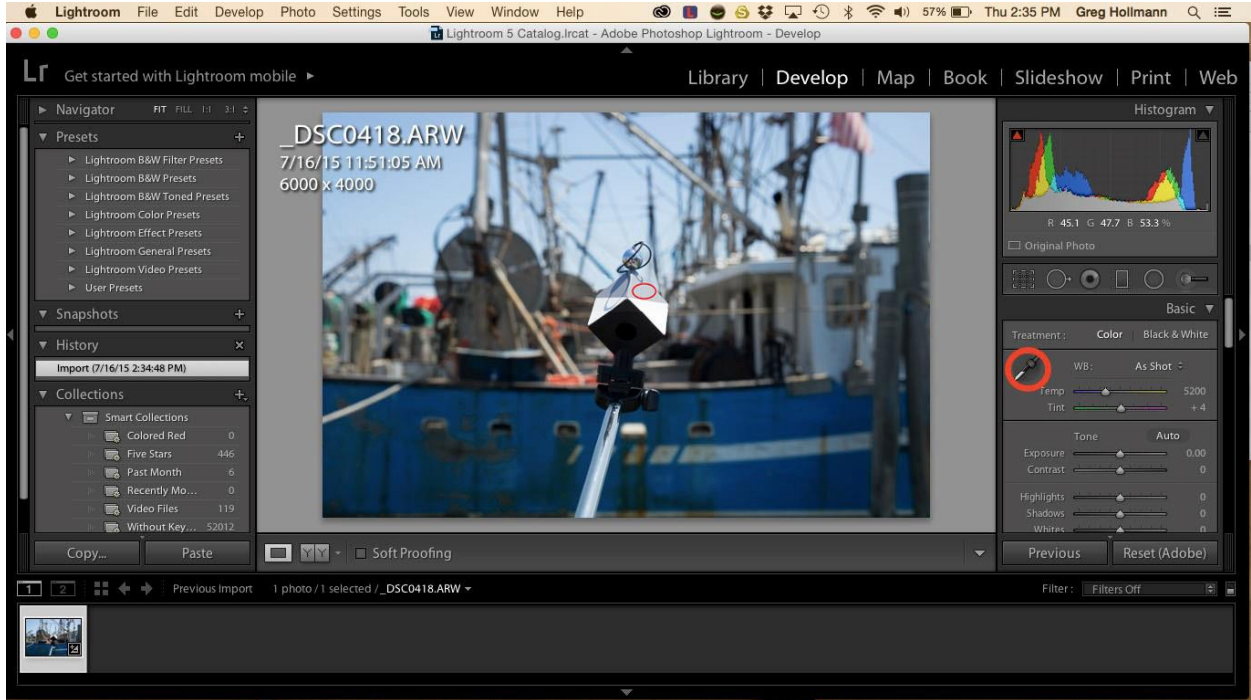 Lightroom File Edit Develop Photo Settings Tools View Window Help 57% Thu 2:35 PM Greg Hollmann
Lightroom 5 Catalog.lrcat - Adobe Photoshop Lightroom - Develop
Lr Get started with Lightroom mobile Library | Develop | Map | Book | Slideshow | Print | Web
Navigator FIT FILL 1:1 3:1
Presets
Lightroom B&W Filter Presets
Lightroom B&W Presets
Lightroom B&W Toned Presets
Lightroom Color Presets
Lightroom Effect Presets
Lightroom General Presets
Lightroom Video Presets
User Presets
Snapshots
History
Import (7/16/15 2:34:48 PM)
Collections
Smart Collections
Colored Red 0
Five Stars 446
Past Month 6
Recently Mo... 0
Video Files 119
Without Key... 52012
Copy... Paste
_DSC0418.ARW
7/16/15 11:51:05 AM
6000 x 4000
Soft Proofing
Histogram
R 45.1 G 47.7 B 53.3 %
Original Photo
Basic
Treatment : Color | Black & White
WB : As Shot
Temp 5200
Tint + 4
Tone Auto
Exposure 0.00
Contrast 0
Highlights 0
Shadows 0
Whites 0
Previous Reset (Adobe)
1 2 Previous Import 1 photo / 1 selected / _DSC0418.ARW Filter : Filters Off